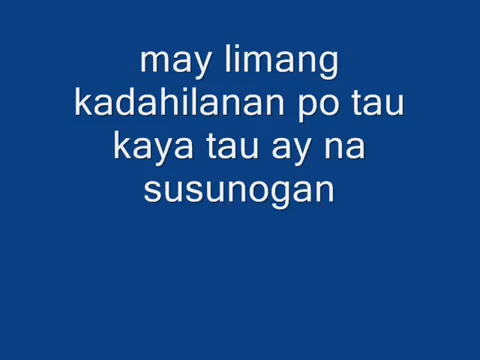 may limang
kadahilanan po tau
kaya tau ay na
susunogan